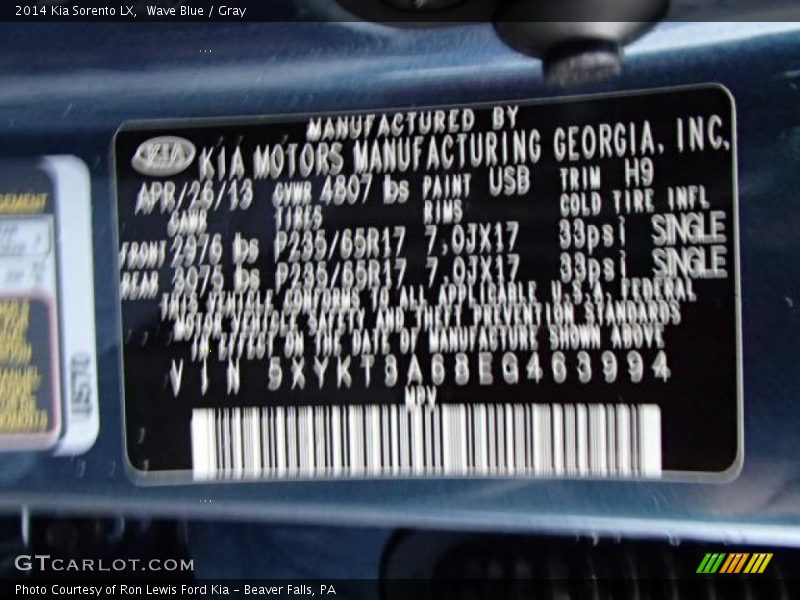 2014 Kia Sorento LX, Wave Blue / Gray
MANUFACTURED BY
KIA KIA MOTORS MANUFACTURING GEORGIA, INC.
APR/26/13 GVWR 4807 lbs PAINT USB TRIM H9
GAWR TIRES RIMS COLD TIRE INFL
FRONT 2976 lbs P235/65R17 7.0JX17 33psi SINGLE
REAR 3075 lbs P235/65R17 7.0JX17 33psi SINGLE
THIS VEHICLE CONFORMS TO ALL APPLICABLE U.S.A. FEDERAL
MOTOR VEHICLE SAFETY AND THEFT PREVENTION STANDARDS
IN EFFECT ON THE DATE OF MANUFACTURE SHOWN ABOVE
VIN 5XYKT3A68EG463994
MPV
US70
GTCARLOT.COM
Photo Courtesy of Ron Lewis Ford Kia - Beaver Falls, PA